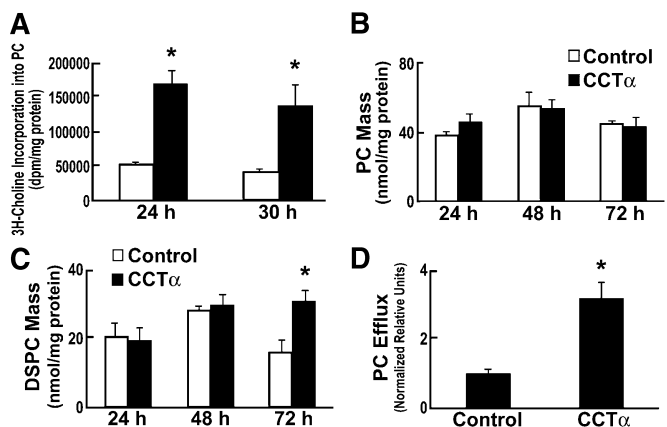 A
3H-Choline Incorporation into PC
(dpm/mg protein)
200000
150000
100000
50000
0
*
*
24 h
30 h
B
PC Mass
(nmol/mg protein)
80
40
0
Control
CCTα
24 h
48 h
72 h
C
DSPC Mass
(nmol/mg protein)
40
20
0
Control
CCTα
*
24 h
48 h
72 h
D
PC Efflux
(Normalized Relative Units)
4
2
0
*
Control
CCTα